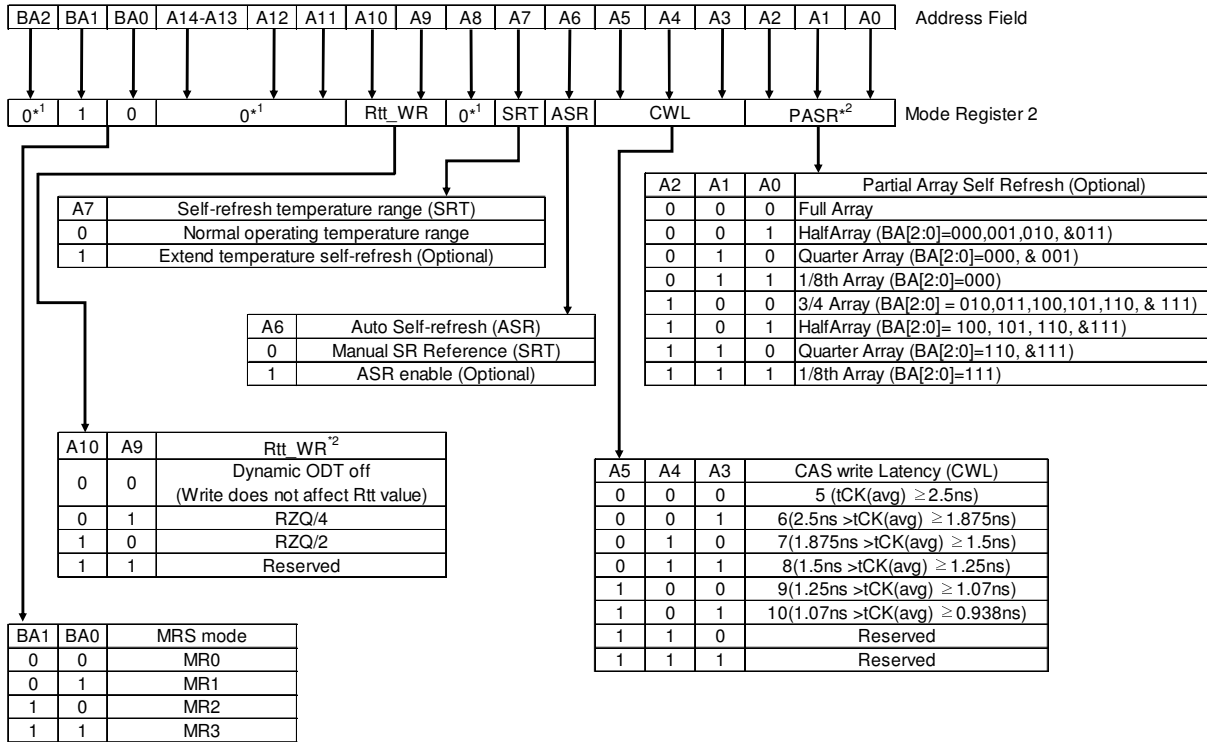 BA2 BA1 BA0 A14-A13 A12 A11 A10 A9 A8 A7 A6 A5 A4 A3 A2 A1 A0 Address Field
0*1 1 0 0*1 Rtt_WR 0*1 SRT ASR CWL PASR*2 Mode Register 2
A7 Self-refresh temperature range (SRT)
0 Normal operating temperature range
1 Extend temperature self-refresh (Optional)
A2 A1 A0 Partial Array Self Refresh (Optional)
0 0 0 Full Array
0 0 1 HalfArray (BA[2:0]=000,001,010, &011)
0 1 0 Quarter Array (BA[2:0]=000, & 001)
0 1 1 1/8th Array (BA[2:0]=000)
1 0 0 3/4 Array (BA[2:0] = 010,011,100,101,110, & 111)
1 0 1 HalfArray (BA[2:0]= 100, 101, 110, &111)
1 1 0 Quarter Array (BA[2:0]=110, &111)
1 1 1 1/8th Array (BA[2:0]=111)
A6 Auto Self-refresh (ASR)
0 Manual SR Reference (SRT)
1 ASR enable (Optional)
A10 A9 Rtt_WR*2
0 0 Dynamic ODT off
(Write does not affect Rtt value)
0 1 RZQ/4
1 0 RZQ/2
1 1 Reserved
A5 A4 A3 CAS write Latency (CWL)
0 0 0 5 (tCK(avg) ≥2.5ns)
0 0 1 6(2.5ns >tCK(avg) ≥1.875ns)
0 1 0 7(1.875ns >tCK(avg) ≥1.5ns)
0 1 1 8(1.5ns >tCK(avg) ≥1.25ns)
1 0 0 9(1.25ns >tCK(avg) ≥1.07ns)
1 0 1 10(1.07ns >tCK(avg) ≥0.938ns)
1 1 0 Reserved
1 1 1 Reserved
BA1 BA0 MRS mode
0 0 MR0
0 1 MR1
1 0 MR2
1 1 MR3